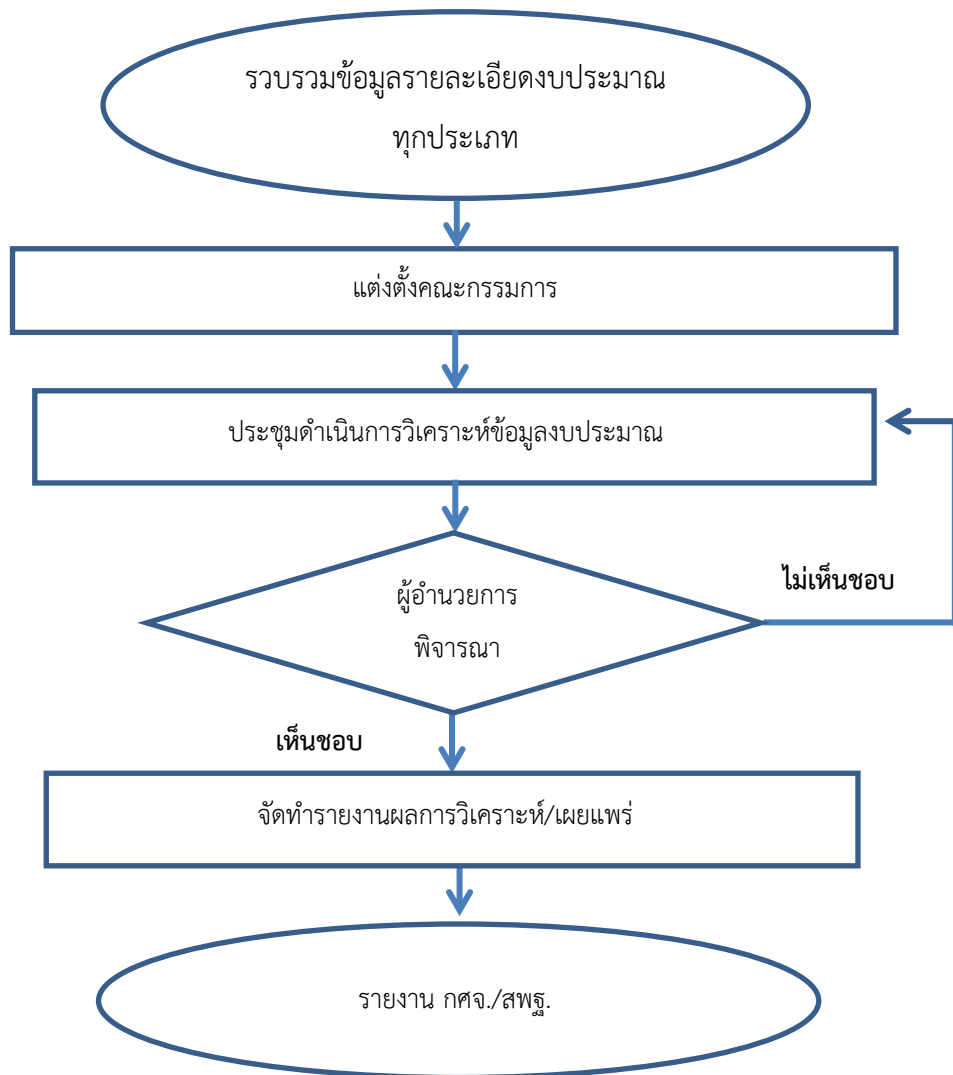 รวบรวมข้อมูลรายละเอียดงบประมาณ
ทุกประเภท
แต่งตั้งคณะกรรมการ
ประชุมดำเนินการวิเคราะห์ข้อมูลงบประมาณ
ผู้อำนวยการ
พิจารณา
ไม่เห็นชอบ
เห็นชอบ
จัดทำรายงานผลการวิเคราะห์/เผยแพร่
รายงาน กศจ./สพฐ.